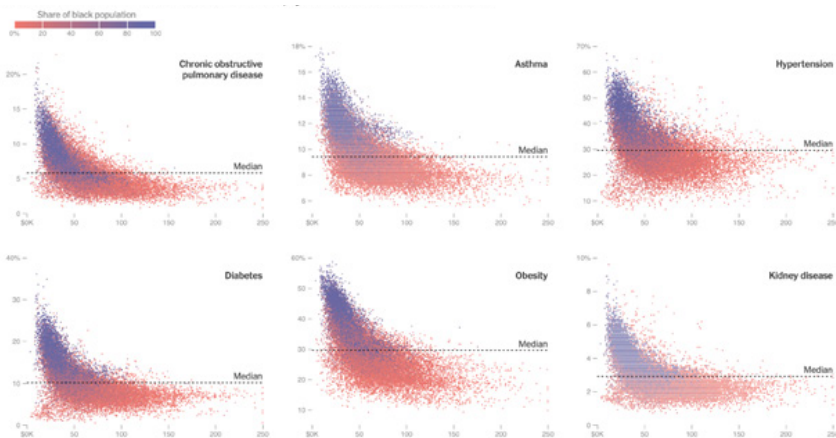 Share of black population
0% 20 40 60 80 100
Chronic obstructive
pulmonary disease
20%
15
10
5
0
Median
$0K 50 100 150 200 250
Asthma
18%
16
14
12
10
8
6
Median
$0K 50 100 150 200 250
Hypertension
70%
60
50
40
30
20
10
Median
$0K 50 100 150 200 250
Diabetes
40%
30
20
10
0
Median
$0K 50 100 150 200 250
Obesity
60%
50
40
30
20
10
Median
$0K 50 100 150 200 250
Kidney disease
10%
8
6
4
2
Median
$0K 50 100 150 200 250